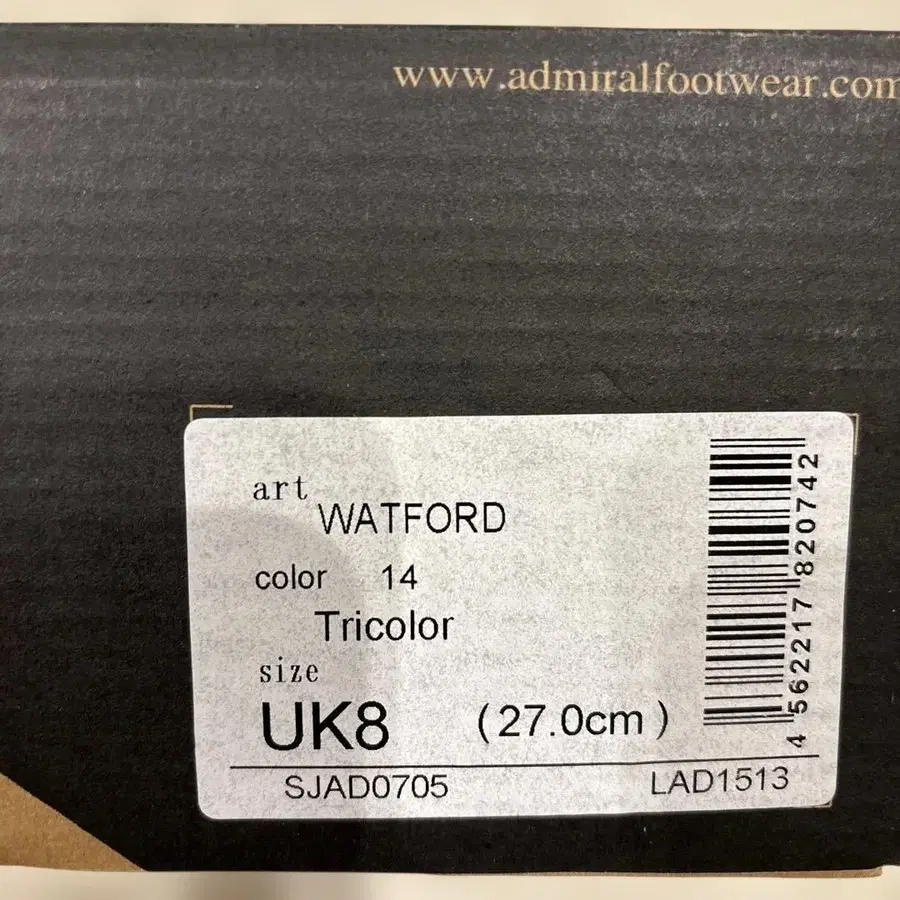 www.admiralfootwear.com
art
WATFORD
color 14
Tricolor
size
UK8 (27.0cm)
SJAD0705 LAD1513
4 562217 820742